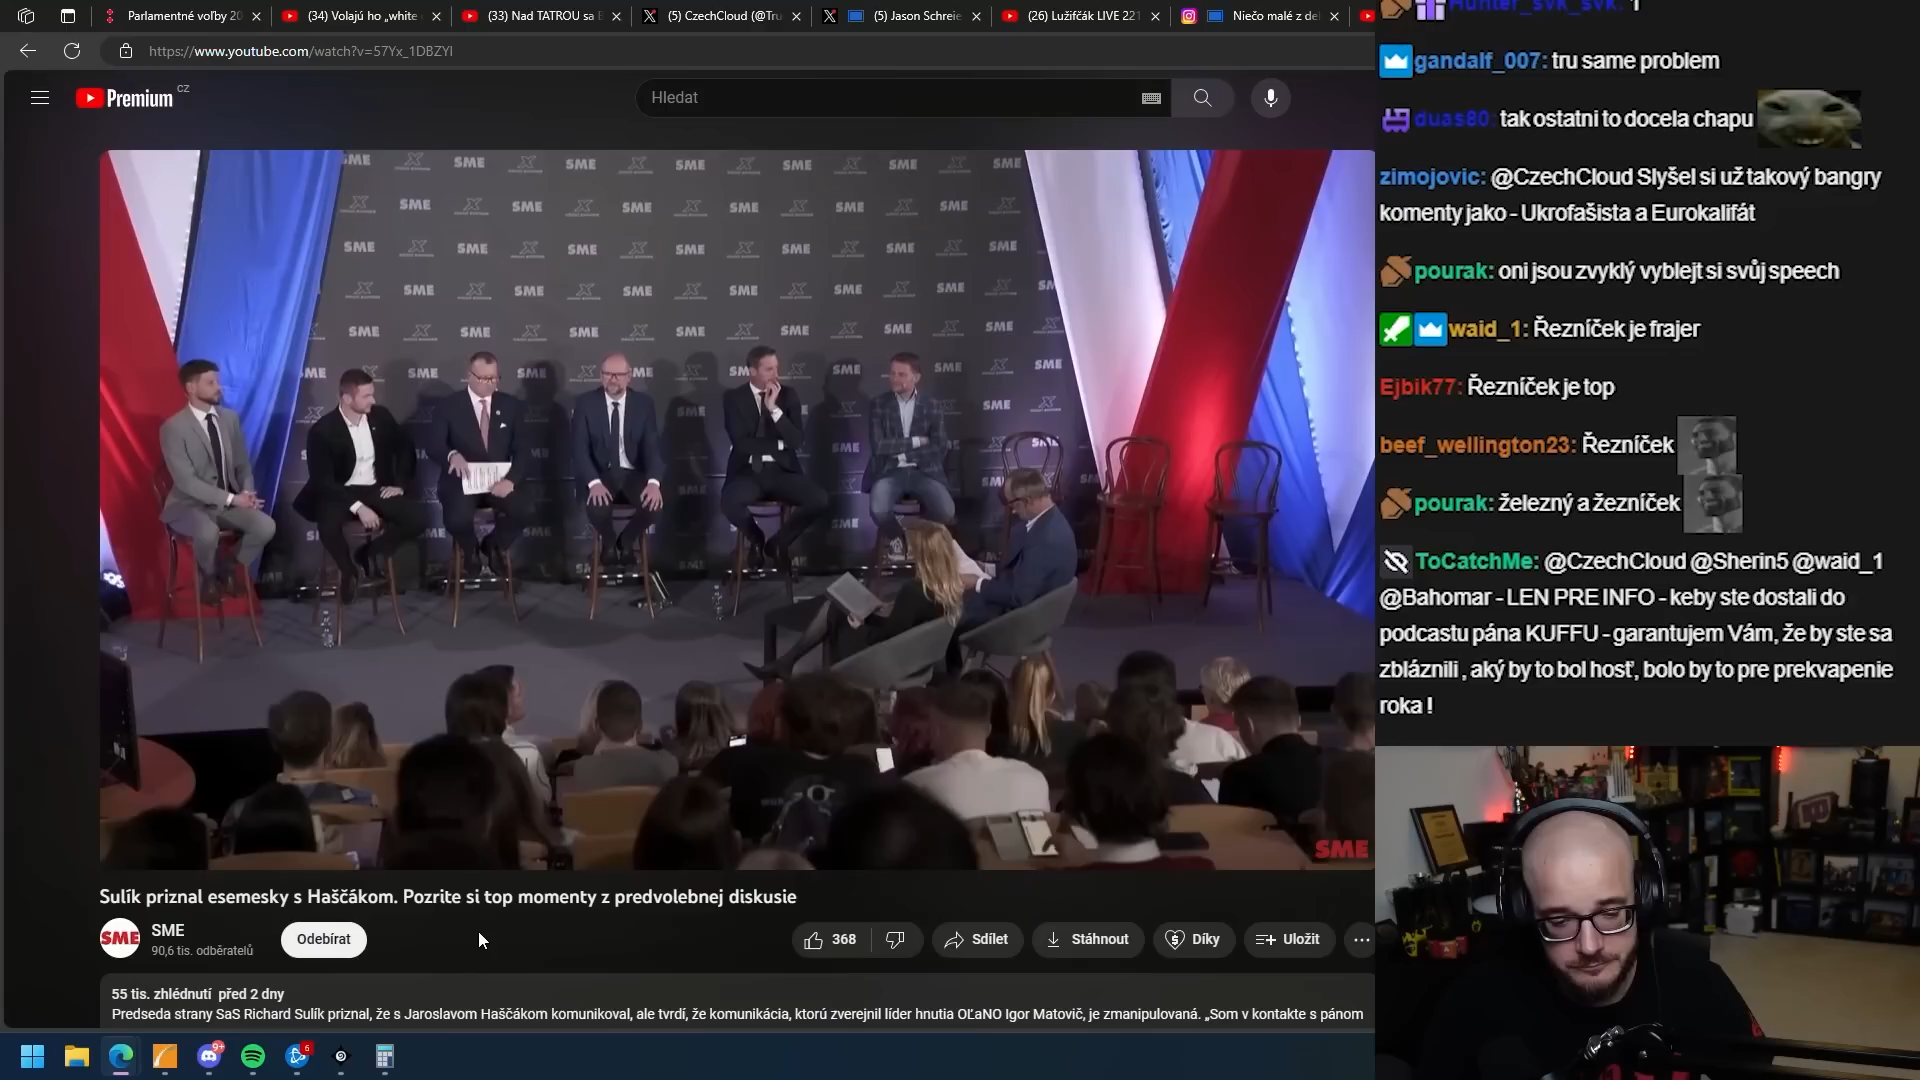 Parlamentné voľby 20
(34) Volajú ho „white
(33) Nad TATROU sa
(5) CzechCloud (@Tru
(5) Jason Schreie
(26) Lužifčák LIVE 221
Niečo malé z de
https://www.youtube.com/watch?v=57Yx_1DBZYI
Premium CZ
Hledat
SME
Sulík priznal esemesky s Haščákom. Pozrite si top momenty z predvolebnej diskusie
SME
SME
90,6 tis. odběratelů
Odebírat
368
Sdílet
Stáhnout
Díky
Uložit
55 tis. zhlédnutí před 2 dny
Predseda strany SaS Richard Sulík priznal, že s Jaroslavom Haščákom komunikoval, ale tvrdí, že komunikácia, ktorú zverejnil líder hnutia OĽaNO Igor Matovič, je zmanipulovaná. „Som v kontakte s pánom
9+
6
Hunter_svk_svk: 1
gandalf_007: tru same problem
duas80: tak ostatni to docela chapu
zimojovic: @CzechCloud Slyšel si už takový bangry
komenty jako - Ukrofašista a Eurokalifát
pourak: oni jsou zvyklý vyblejt si svůj speech
waid_1: Řezníček je frajer
Ejbik77: Řezníček je top
beef_wellington23: Řezníček
pourak: železný a žezníček
ToCatchMe: @CzechCloud @Sherin5 @waid_1
@Bahomar - LEN PRE INFO - keby ste dostali do
podcastu pána KUFFU - garantujem Vám, že by ste sa
zbláznili , aký by to bol hosť, bolo by to pre prekvapenie
roka !